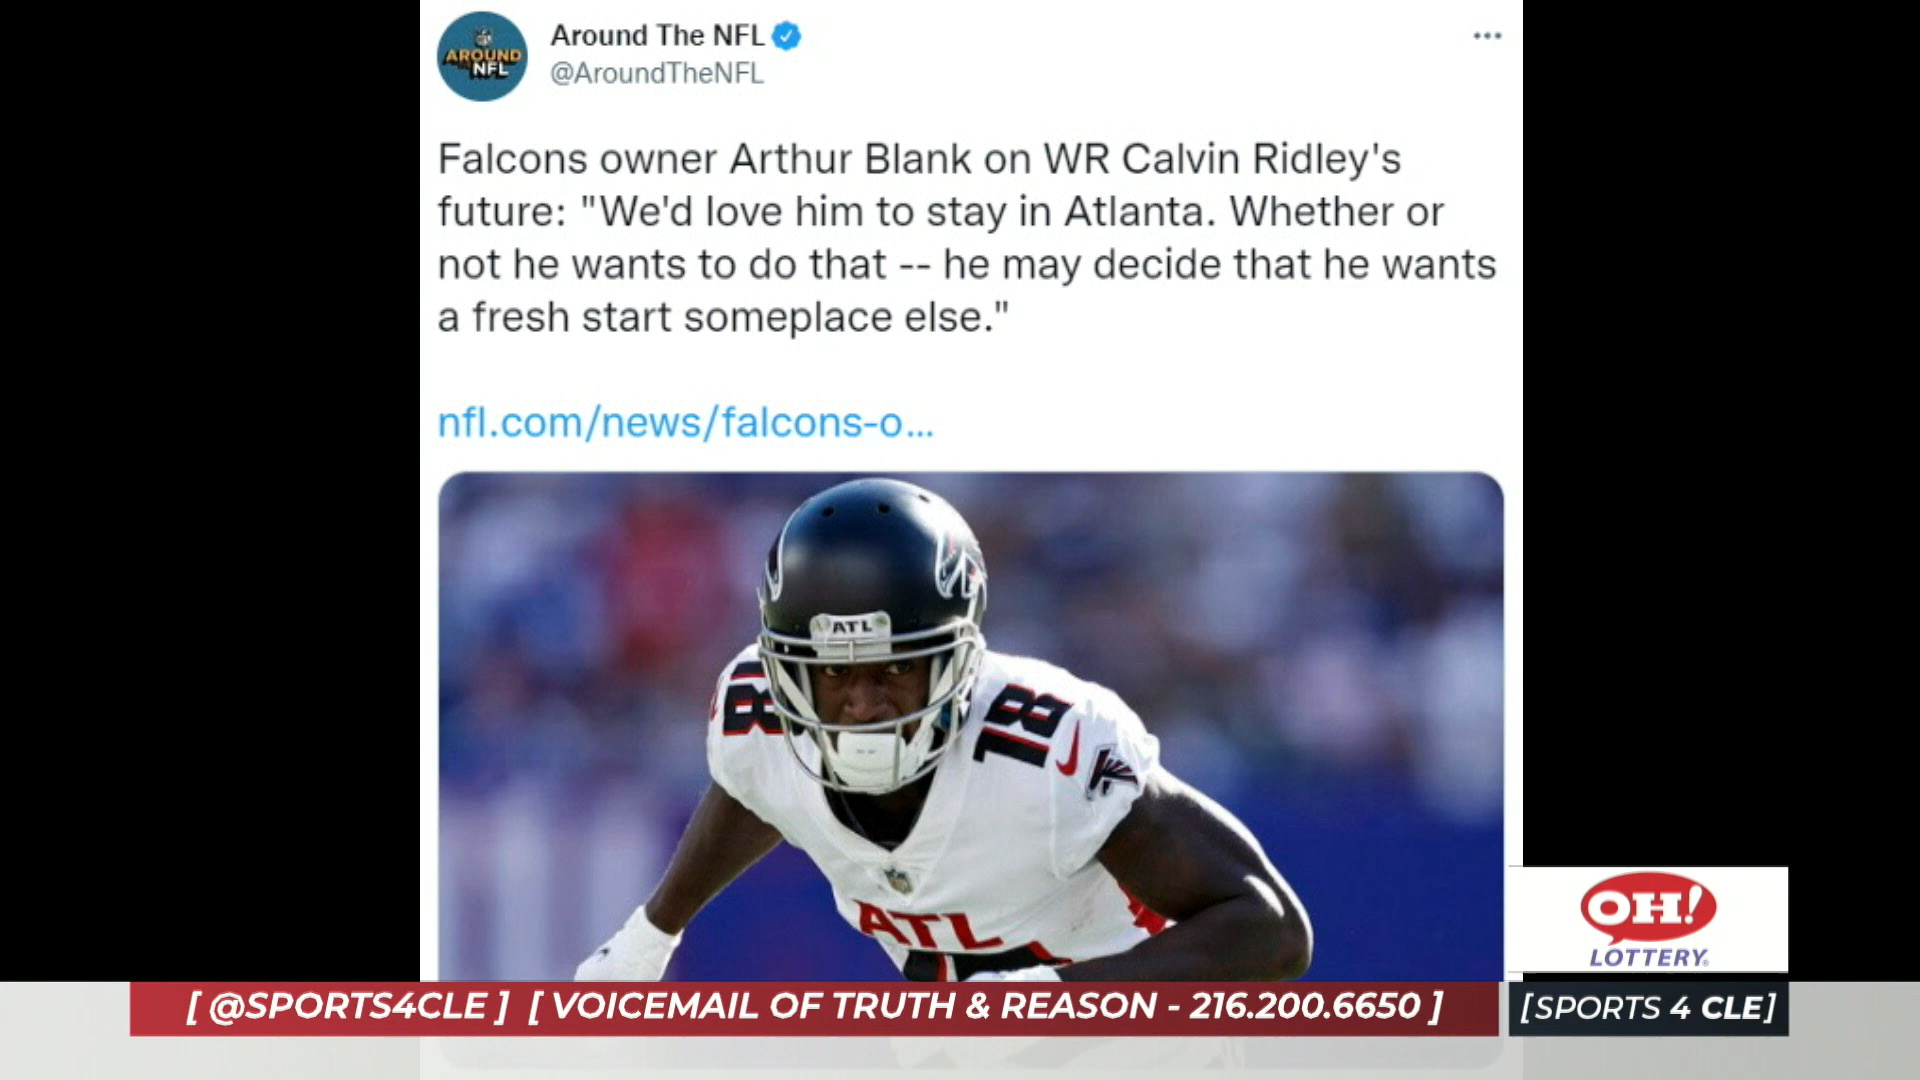 AROUND
NFL
Around The NFL
@AroundTheNFL
Falcons owner Arthur Blank on WR Calvin Ridley's
future: "We'd love him to stay in Atlanta. Whether or
not he wants to do that -- he may decide that he wants
a fresh start someplace else."
nfl.com/news/falcons-o...
ATL
18
18
ATL
OH!
LOTTERY
[ @SPORTS4CLE ] [ VOICEMAIL OF TRUTH & REASON - 216.200.6650 ]
[SPORTS 4 CLE]